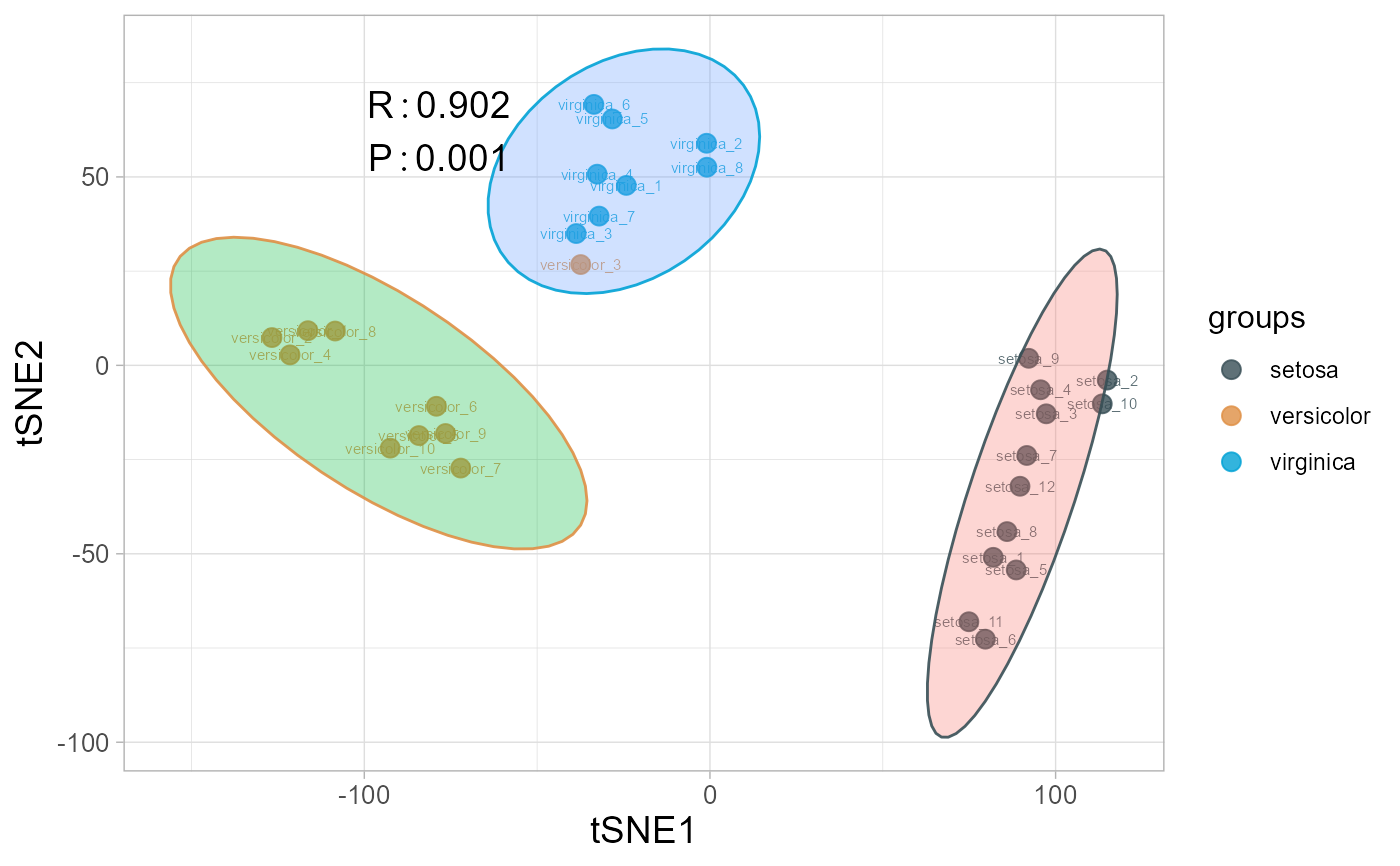 R : 0.902
P : 0.001
virginica_6
virginica_5
virginica_2
virginica_8
virginica_4
virginica_1
virginica_7
virginica_3
versicolor_3
versicolor_8
versicolor_2
versicolor_4
versicolor_6
versicolor_9
versicolor_10
versicolor_7
setosa_9
setosa_2
setosa_4
setosa_10
setosa_3
setosa_7
setosa_12
setosa_8
setosa_1
setosa_5
setosa_11
setosa_6
50
0
-50
-100
tSNE2
-100
0
100
tSNE1
groups
setosa
versicolor
virginica